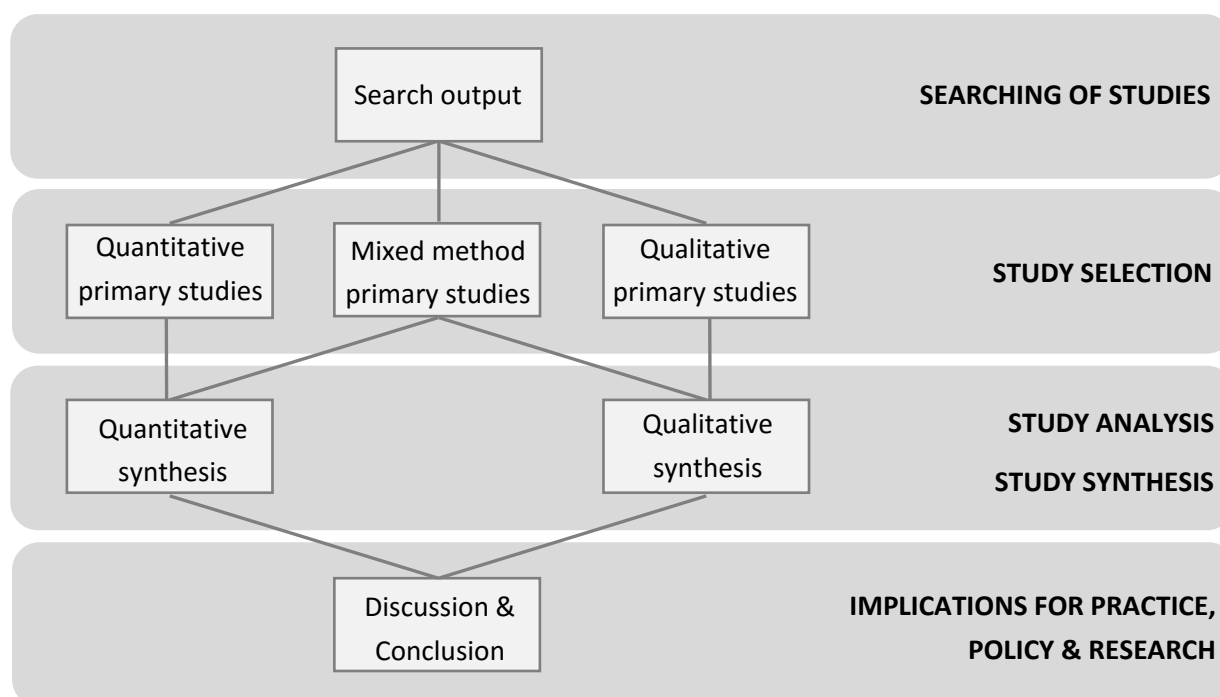 Search output
SEARCHING OF STUDIES
Quantitative
primary studies
Mixed method
primary studies
Qualitative
primary studies
STUDY SELECTION
Quantitative
synthesis
Qualitative
synthesis
STUDY ANALYSIS
STUDY SYNTHESIS
Discussion &
Conclusion
IMPLICATIONS FOR PRACTICE,
POLICY & RESEARCH